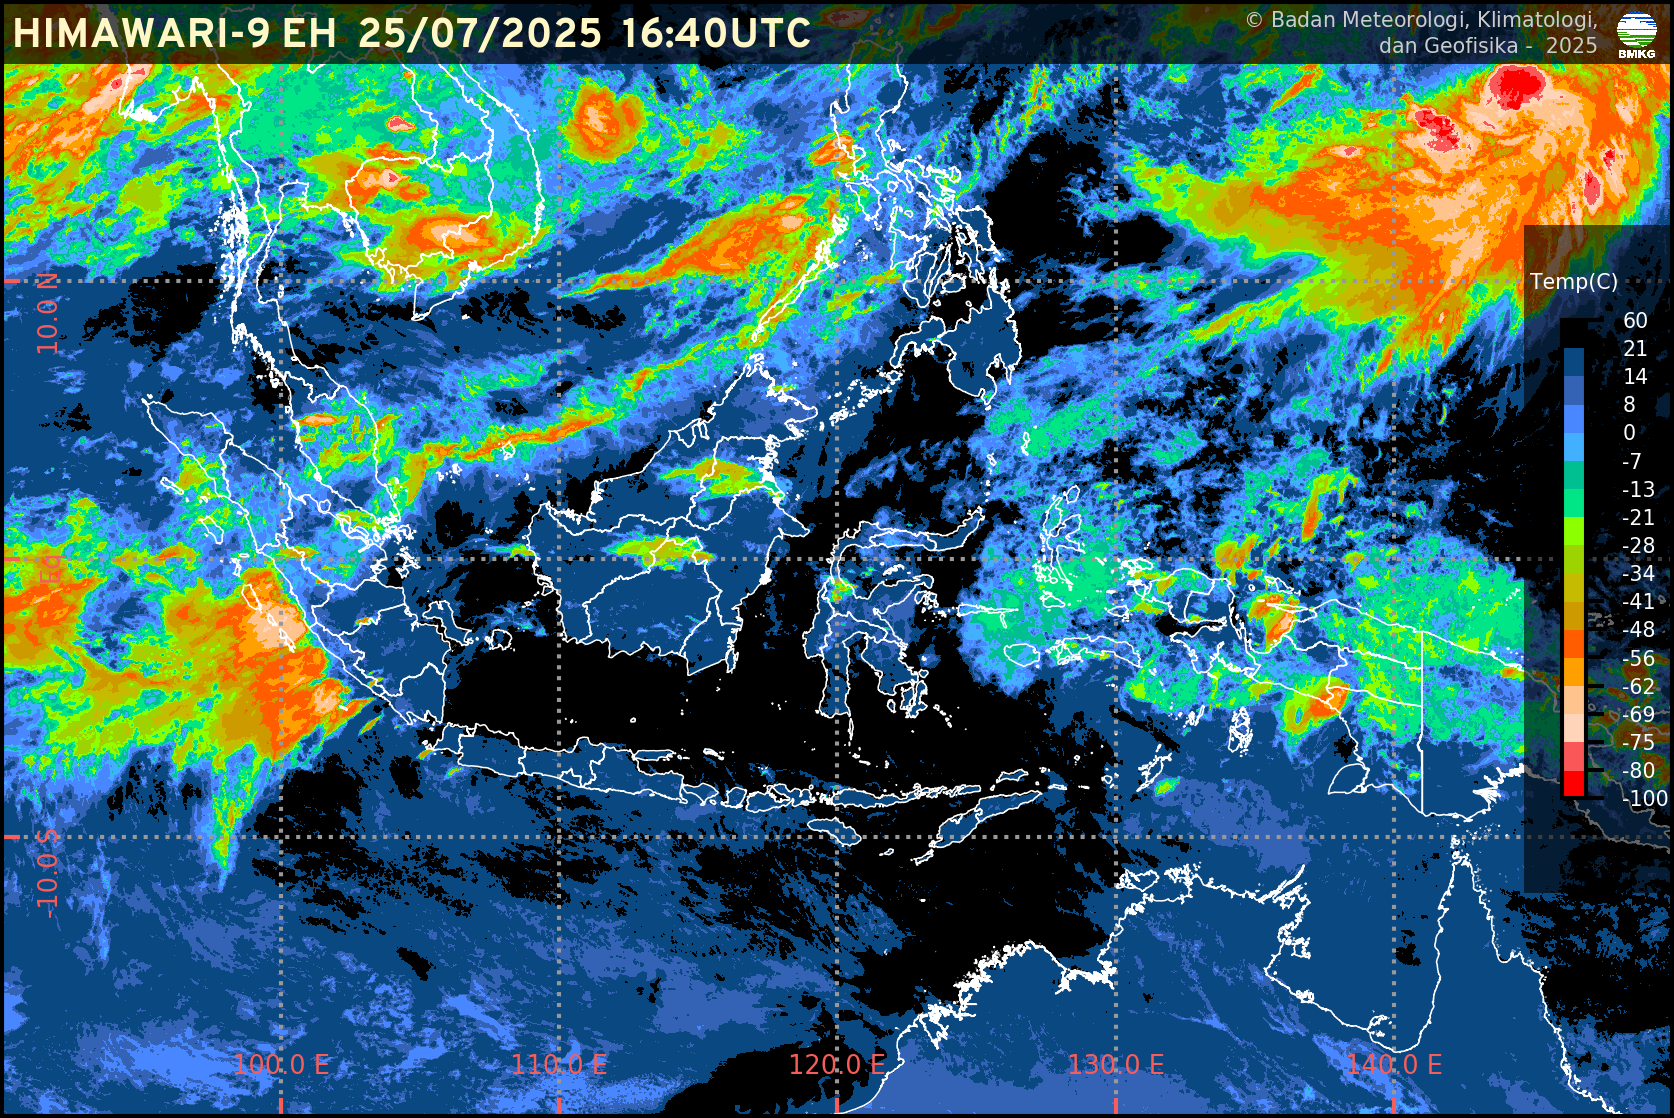 HIMAWARI-9 EH 25/07/2025 16:40UTC
© Badan Meteorologi, Klimatologi,
dan Geofisika - 2025
BMKG
10.0 N
Eq
-10.0 S
Temp(C)
60
21
14
8
0
-7
-13
-21
-28
-34
-41
-48
-56
-62
-69
-75
-80
-100
100.0 E
110.0 E
120.0 E
130.0 E
140.0 E